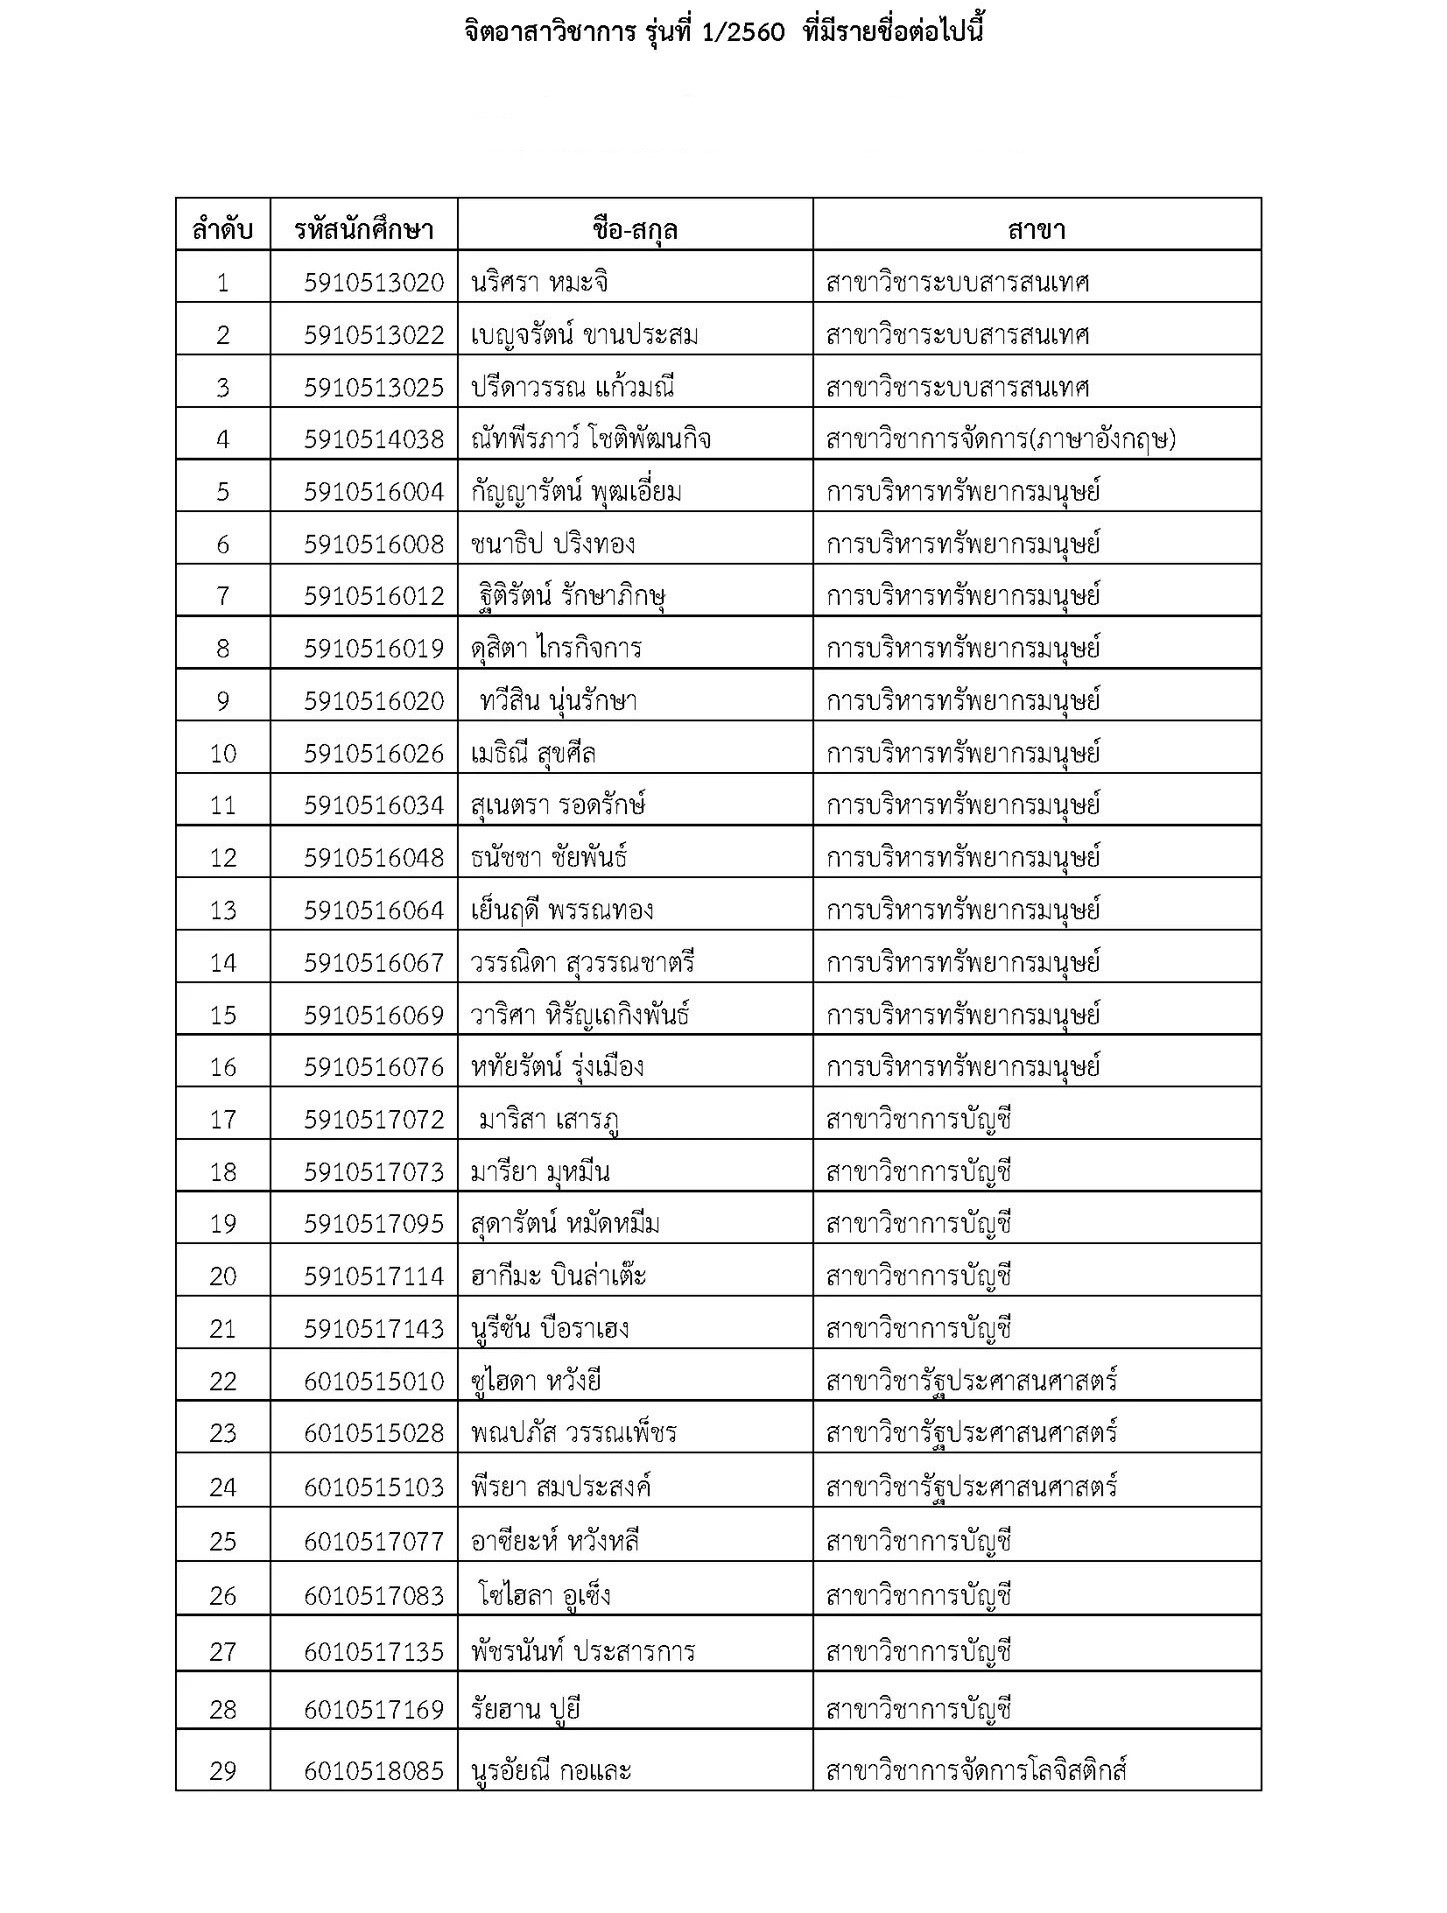 จิตอาสาวิชาการ รุ่นที่ 1/2560 ที่มีรายชื่อต่อไปนี้
ลำดับ รหัสนักศึกษา ชื่อ-สกุล สาขา
1 5910513020 นริศรา หมะจิ สาขาวิชาระบบสารสนเทศ
2 5910513022 เบญจรัตน์ ขานประสม สาขาวิชาระบบสารสนเทศ
3 5910513025 ปรีดาวรรณ แก้วมณี สาขาวิชาระบบสารสนเทศ
4 5910514038 ณัทพีรภาว์ โชติพัฒนกิจ สาขาวิชาการจัดการ(ภาษาอังกฤษ)
5 5910516004 กัญญารัตน์ พุฒเอี่ยม การบริหารทรัพยากรมนุษย์
6 5910516008 ชนาธิป ปริงทอง การบริหารทรัพยากรมนุษย์
7 5910516012 ฐิติรัตน์ รักษาภิกษุ การบริหารทรัพยากรมนุษย์
8 5910516019 ดุสิตา ไกรกิจการ การบริหารทรัพยากรมนุษย์
9 5910516020 ทวีสิน นุ่นรักษา การบริหารทรัพยากรมนุษย์
10 5910516026 เมธิณี สุขศีล การบริหารทรัพยากรมนุษย์
11 5910516034 สุเนตรา รอดรักษ์ การบริหารทรัพยากรมนุษย์
12 5910516048 ธนัชชา ชัยพันธ์ การบริหารทรัพยากรมนุษย์
13 5910516064 เย็นฤดี พรรณทอง การบริหารทรัพยากรมนุษย์
14 5910516067 วรรณิดา สุวรรณชาตรี การบริหารทรัพยากรมนุษย์
15 5910516069 วาริศา หิรัญเถกิงพันธ์ การบริหารทรัพยากรมนุษย์
16 5910516076 หทัยรัตน์ รุ่งเมือง การบริหารทรัพยากรมนุษย์
17 5910517072 มาริสา เสารภู สาขาวิชาการบัญชี
18 5910517073 มารียา มุหมีน สาขาวิชาการบัญชี
19 5910517095 สุดารัตน์ หมัดหมีม สาขาวิชาการบัญชี
20 5910517114 ฮากีมะ บินล่าเต๊ะ สาขาวิชาการบัญชี
21 5910517143 นูรีซัน บือราเฮง สาขาวิชาการบัญชี
22 6010515010 ซูไฮดา หวังยี สาขาวิชารัฐประศาสนศาสตร์
23 6010515028 พณปภัส วรรณเพ็ชร สาขาวิชารัฐประศาสนศาสตร์
24 6010515103 พีรยา สมประสงค์ สาขาวิชารัฐประศาสนศาสตร์
25 6010517077 อาซียะห์ หวังหลี สาขาวิชาการบัญชี
26 6010517083 โซไฮลา อูเซ็ง สาขาวิชาการบัญชี
27 6010517135 พัชรนันท์ ประสารการ สาขาวิชาการบัญชี
28 6010517169 รัยฮาน ปูยี สาขาวิชาการบัญชี
29 6010518085 นูรอัยณี กอและ สาขาวิชาการจัดการโลจิสติกส์